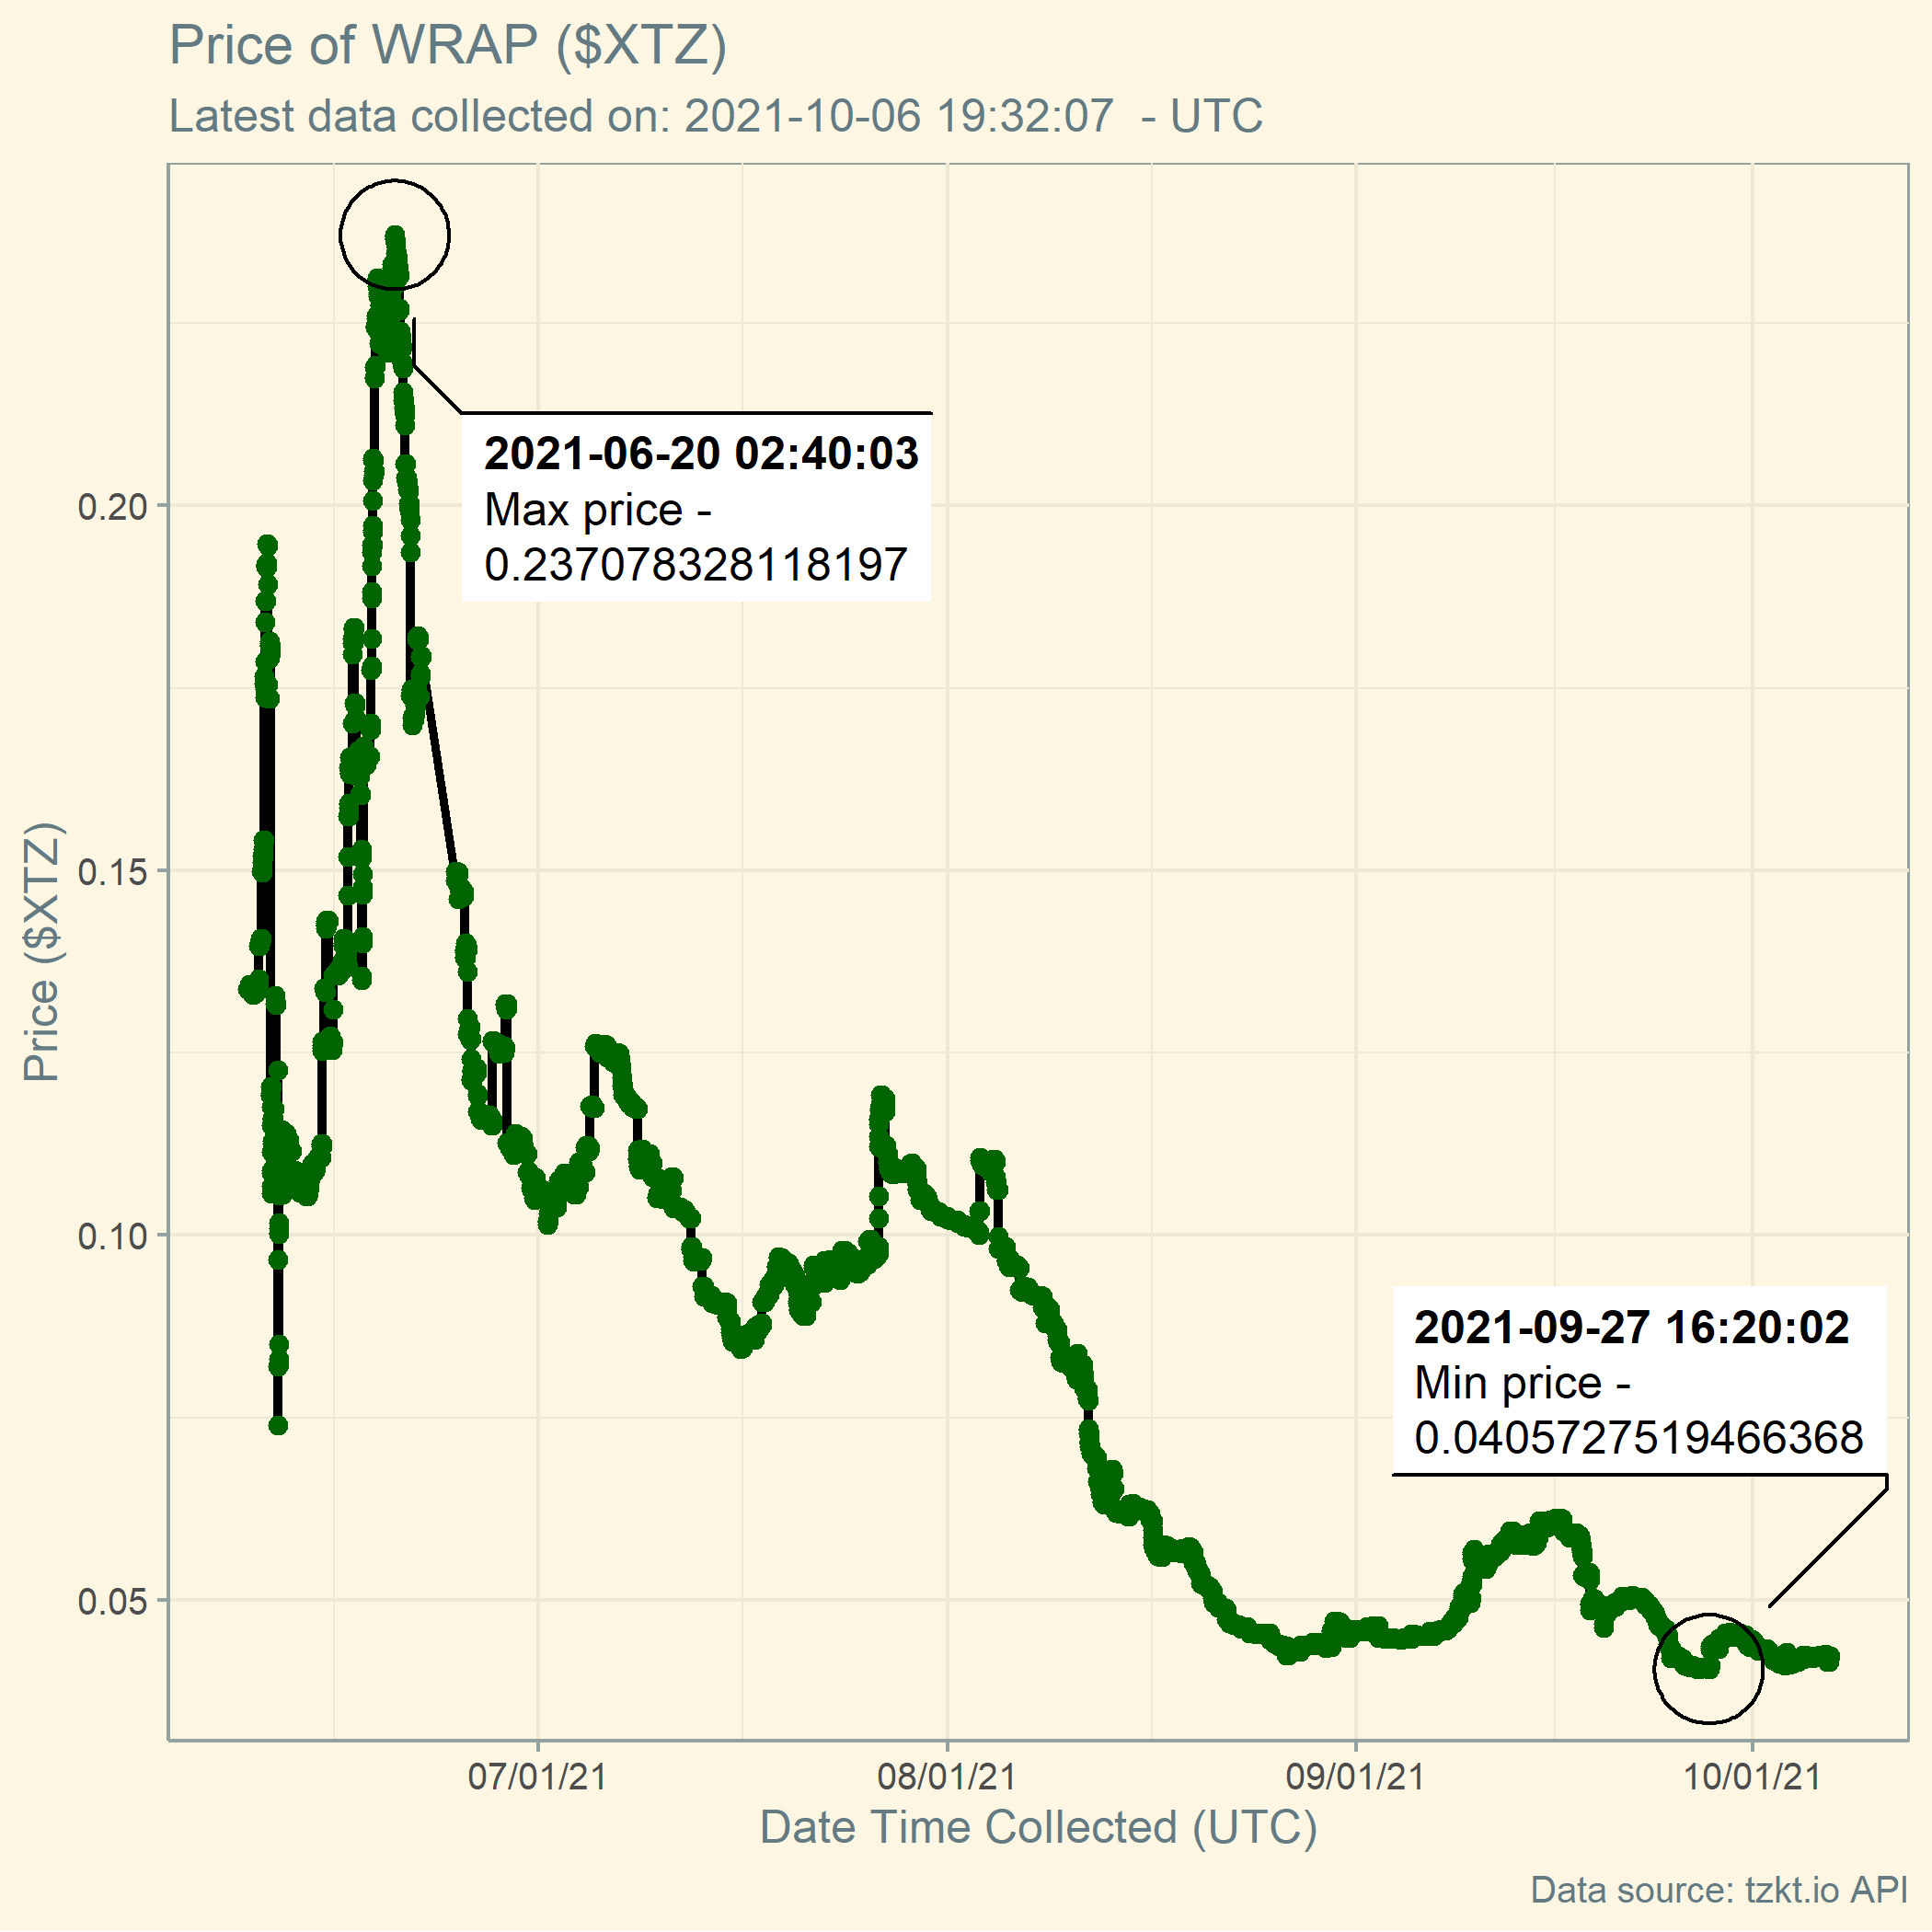 Price of WRAP ($XTZ)
Latest data collected on: 2021-10-06 19:32:07  - UTC
Price ($XTZ)
0.20
0.15
0.10
0.05
2021-06-20 02:40:03
Max price -
0.237078328118197
2021-09-27 16:20:02
Min price -
0.0405727519466368
07/01/21
08/01/21
09/01/21
10/01/21
Date Time Collected (UTC)
Data source: tzkt.io API